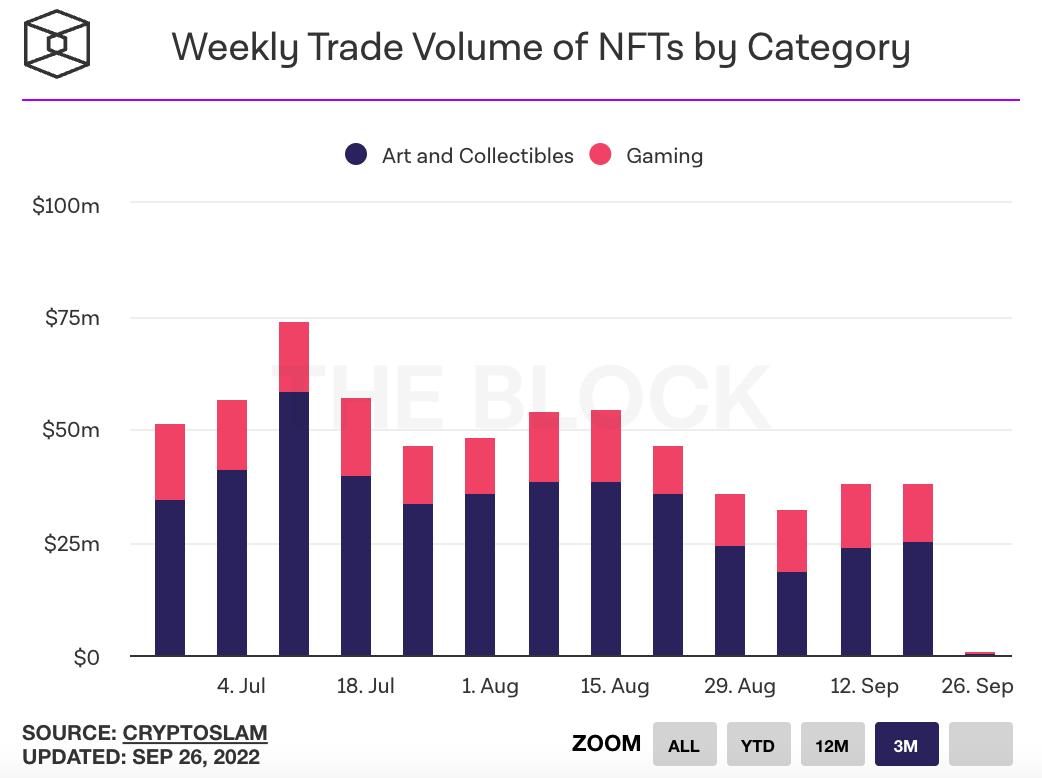 Weekly Trade Volume of NFTs by Category
Art and Collectibles Gaming
$100m
$75m
$50m
$25m
$0
THE BLOCK
4. Jul 18. Jul 1. Aug 15. Aug 29. Aug 12. Sep 26. Sep
SOURCE: CRYPTOSLAM
UPDATED: SEP 26, 2022
ZOOM ALL YTD 12M 3M